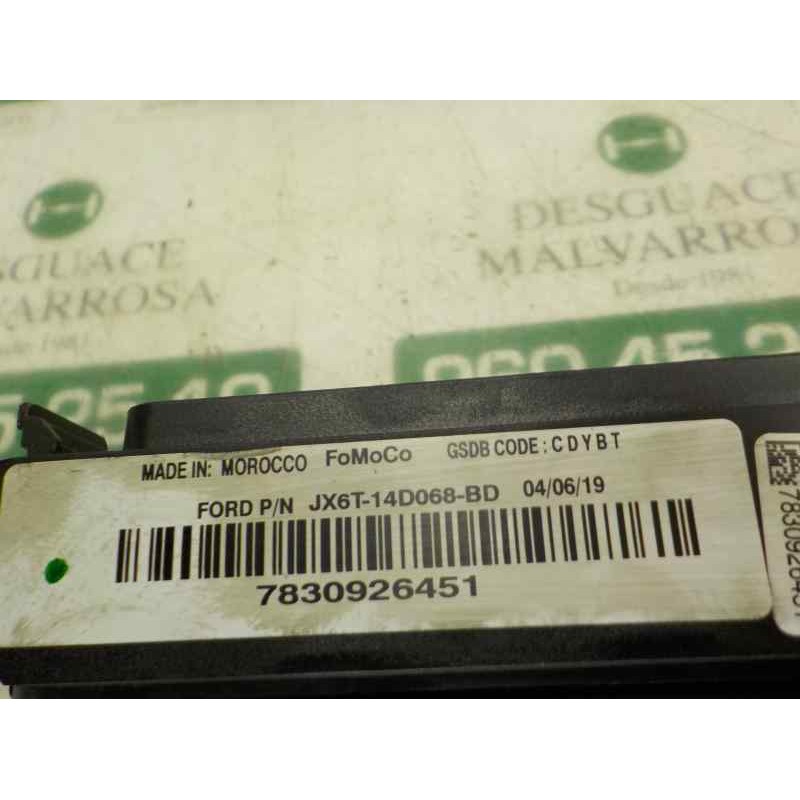 DESGUACE
MALVARROSA
Desde 1981
MALVARROSA
MADE IN: MOROCCO FoMoCo GSDB CODE: CDYBT
FORD P/N JX6T-14D068-BD 04/06/19
7830926451